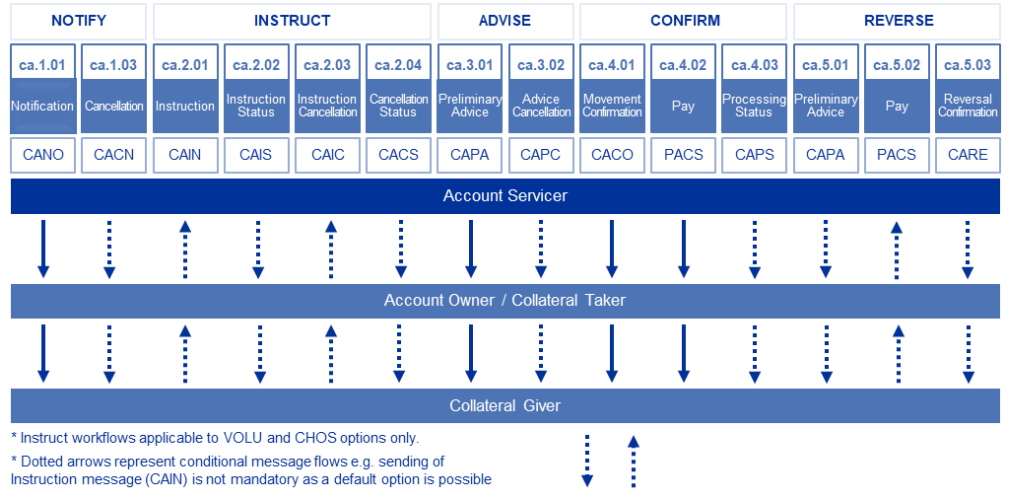 NOTIFY INSTRUCT ADVISE CONFIRM REVERSE
ca.1.01 ca.1.03 ca.2.01 ca.2.02 ca.2.03 ca.2.04 ca.3.01 ca.3.02 ca.4.01 ca.4.02 ca.4.03 ca.5.01 ca.5.02 ca.5.03
Notification
Cancellation
Instruction
Instruction
Status
Instruction
Cancellation
Cancellation
Status
Preliminary
Advice
Advice
Cancellation
Movement
Confirmation
Pay
Processing
Status
Preliminary
Advice
Pay
Reversal
Confirmation
CANO CACN CAIN CAIS CAIC CACS CAPA CAPC CACO PACS CAPS CAPA PACS CARE
Account Servicer
Account Owner / Collateral Taker
Collateral Giver
* Instruct workflows applicable to VOLU and CHOS options only.
* Dotted arrows represent conditional message flows e.g. sending of
Instruction message (CAIN) is not mandatory as a default option is possible